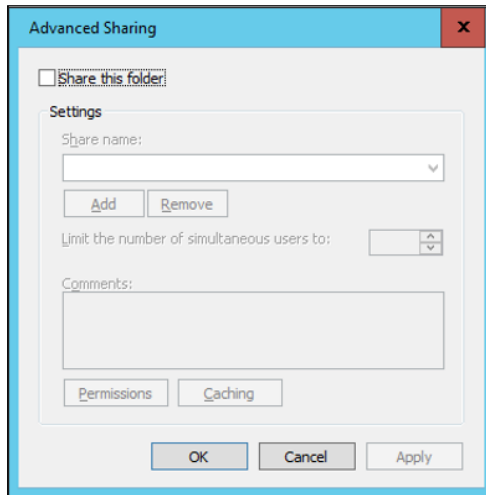 Advanced Sharing
x
Share this folder
Settings
Share name:
Add Remove
Limit the number of simultaneous users to:
Comments:
Permissions Caching
OK Cancel Apply